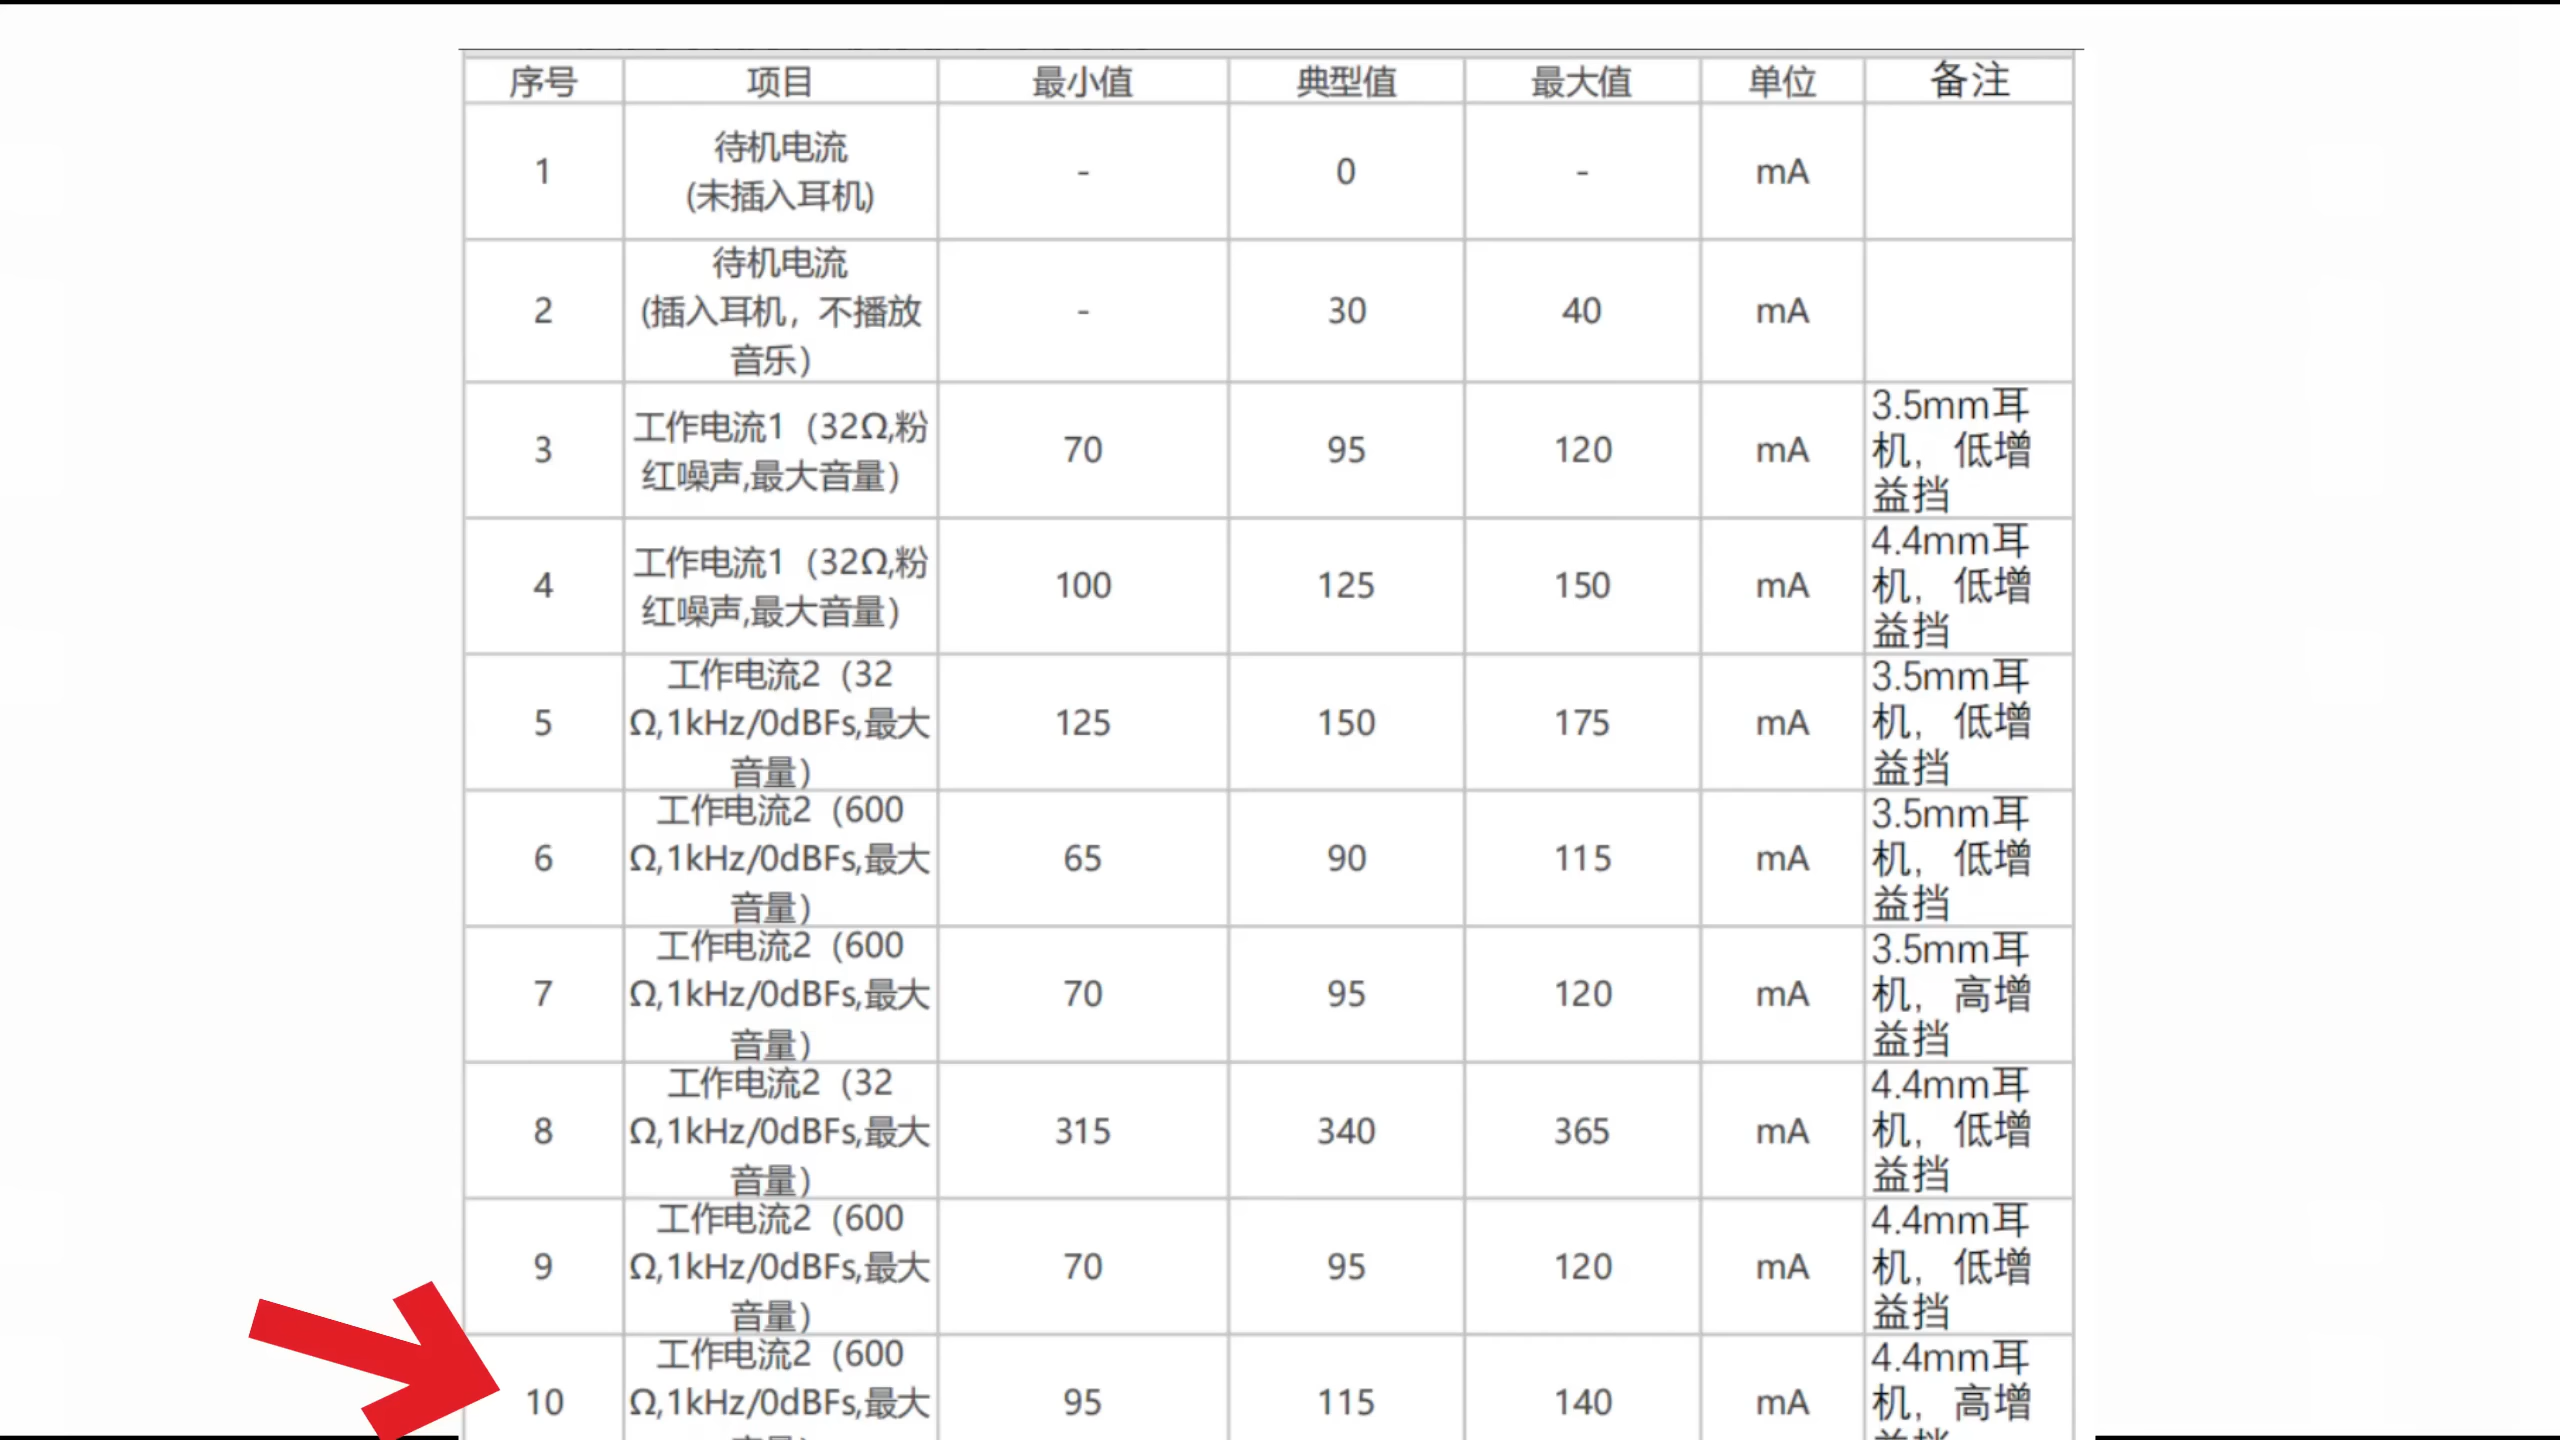 序号 项目 最小值 典型值 最大值 单位 备注
待机电流
1 - 0 - mA
(未插入耳机)
待机电流
2 (插入耳机，不播放 - 30 40 mA
音乐）
3.5mm耳
工作电流1（32Ω,粉
3 70 95 120 mA 机，低增
红噪声,最大音量）
益挡
4.4mm耳
工作电流1（32Ω,粉
4 100 125 150 mA 机，低增
红噪声,最大音量）
益挡
工作电流2（32 3.5mm耳
5 Ω,1kHz/0dBFs,最大 125 150 175 mA 机，低增
音量） 益挡
工作电流2（600 3.5mm耳
6 Ω,1kHz/0dBFs,最大 65 90 115 mA 机，低增
音量） 益挡
工作电流2（600 3.5mm耳
7 Ω,1kHz/0dBFs,最大 70 95 120 mA 机，高增
音量） 益挡
工作电流2（32 4.4mm耳
8 Ω,1kHz/0dBFs,最大 315 340 365 mA 机，低增
音量） 益挡
工作电流2（600 4.4mm耳
9 Ω,1kHz/0dBFs,最大 70 95 120 mA 机，低增
音量） 益挡
工作电流2（600 4.4mm耳
10 Ω,1kHz/0dBFs,最大 95 115 140 mA 机，高增